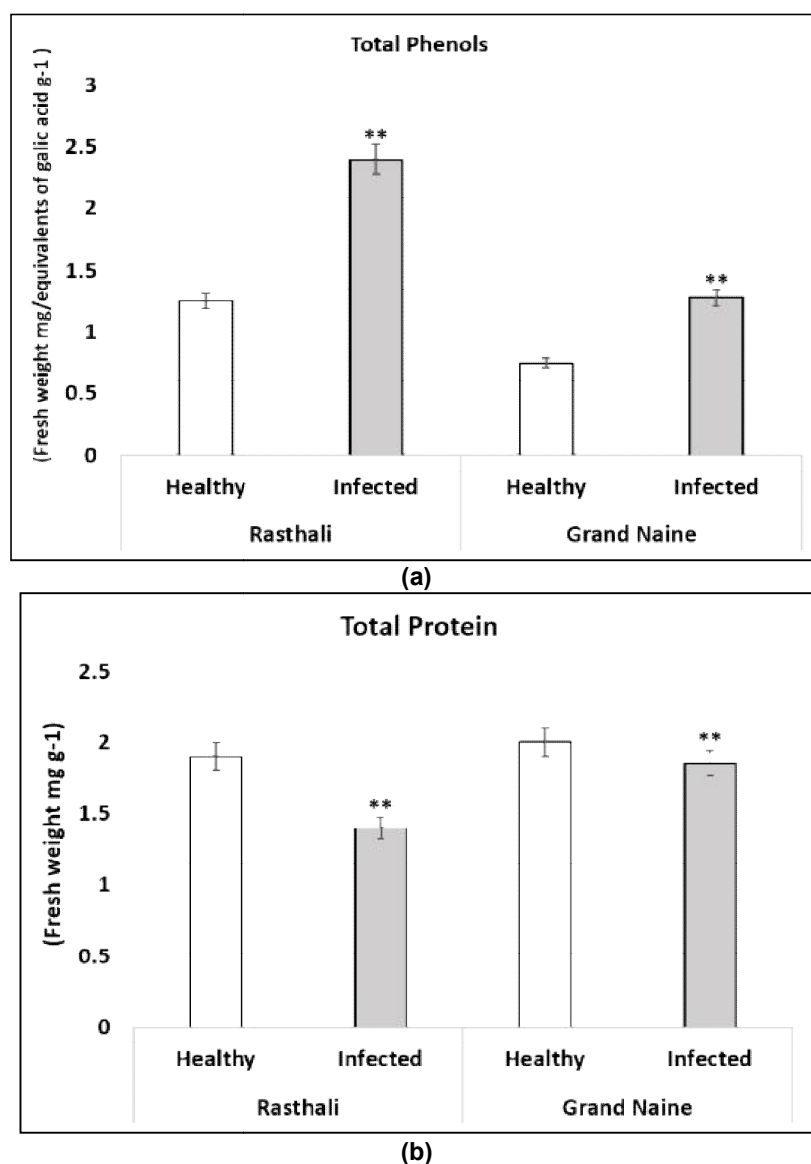 Total Phenols
(Fresh weight mg/equivalents of galic acid g-1 )
3
2.5
2
1.5
1
0.5
0
**
**
Healthy Infected Healthy Infected
Rasthali Grand Naine
(a)
Total Protein
(Fresh weight mg g-1)
2.5
2
1.5
1
0.5
0
**
**
Healthy Infected Healthy Infected
Rasthali Grand Naine
(b)